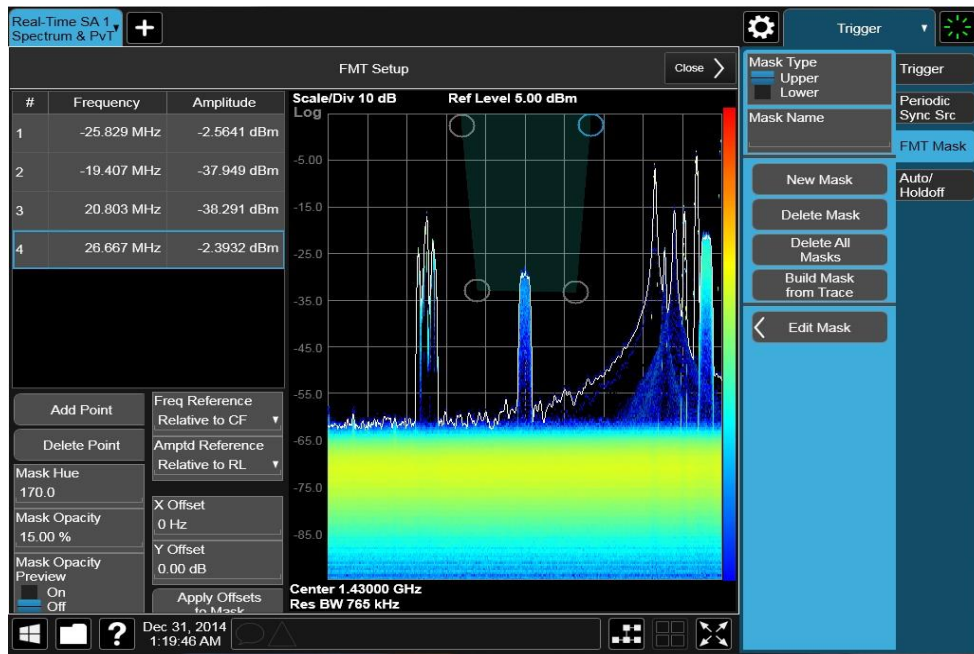 Real-Time SA 1
Spectrum & PvT
Trigger
FMT Setup
Close
# Frequency Amplitude
1 -25.829 MHz -2.5641 dBm
2 -19.407 MHz -37.949 dBm
3 20.803 MHz -38.291 dBm
4 26.667 MHz -2.3932 dBm
Add Point
Delete Point
Mask Hue
170.0
Mask Opacity
15.00 %
Mask Opacity
Preview
On
Off
Freq Reference
Relative to CF
Amptd Reference
Relative to RL
X Offset
0 Hz
Y Offset
0.00 dB
Apply Offsets
to Mask
Scale/Div 10 dB Ref Level 5.00 dBm
Log
-5.00
-15.0
-25.0
-35.0
-45.0
-55.0
-65.0
-75.0
-85.0
Center 1.43000 GHz
Res BW 765 kHz
Mask Type
Upper
Lower
Mask Name
New Mask
Delete Mask
Delete All
Masks
Build Mask
from Trace
Edit Mask
Trigger
Periodic
Sync Src
FMT Mask
Auto/
Holdoff
?
Dec 31, 2014
1:19:46 AM